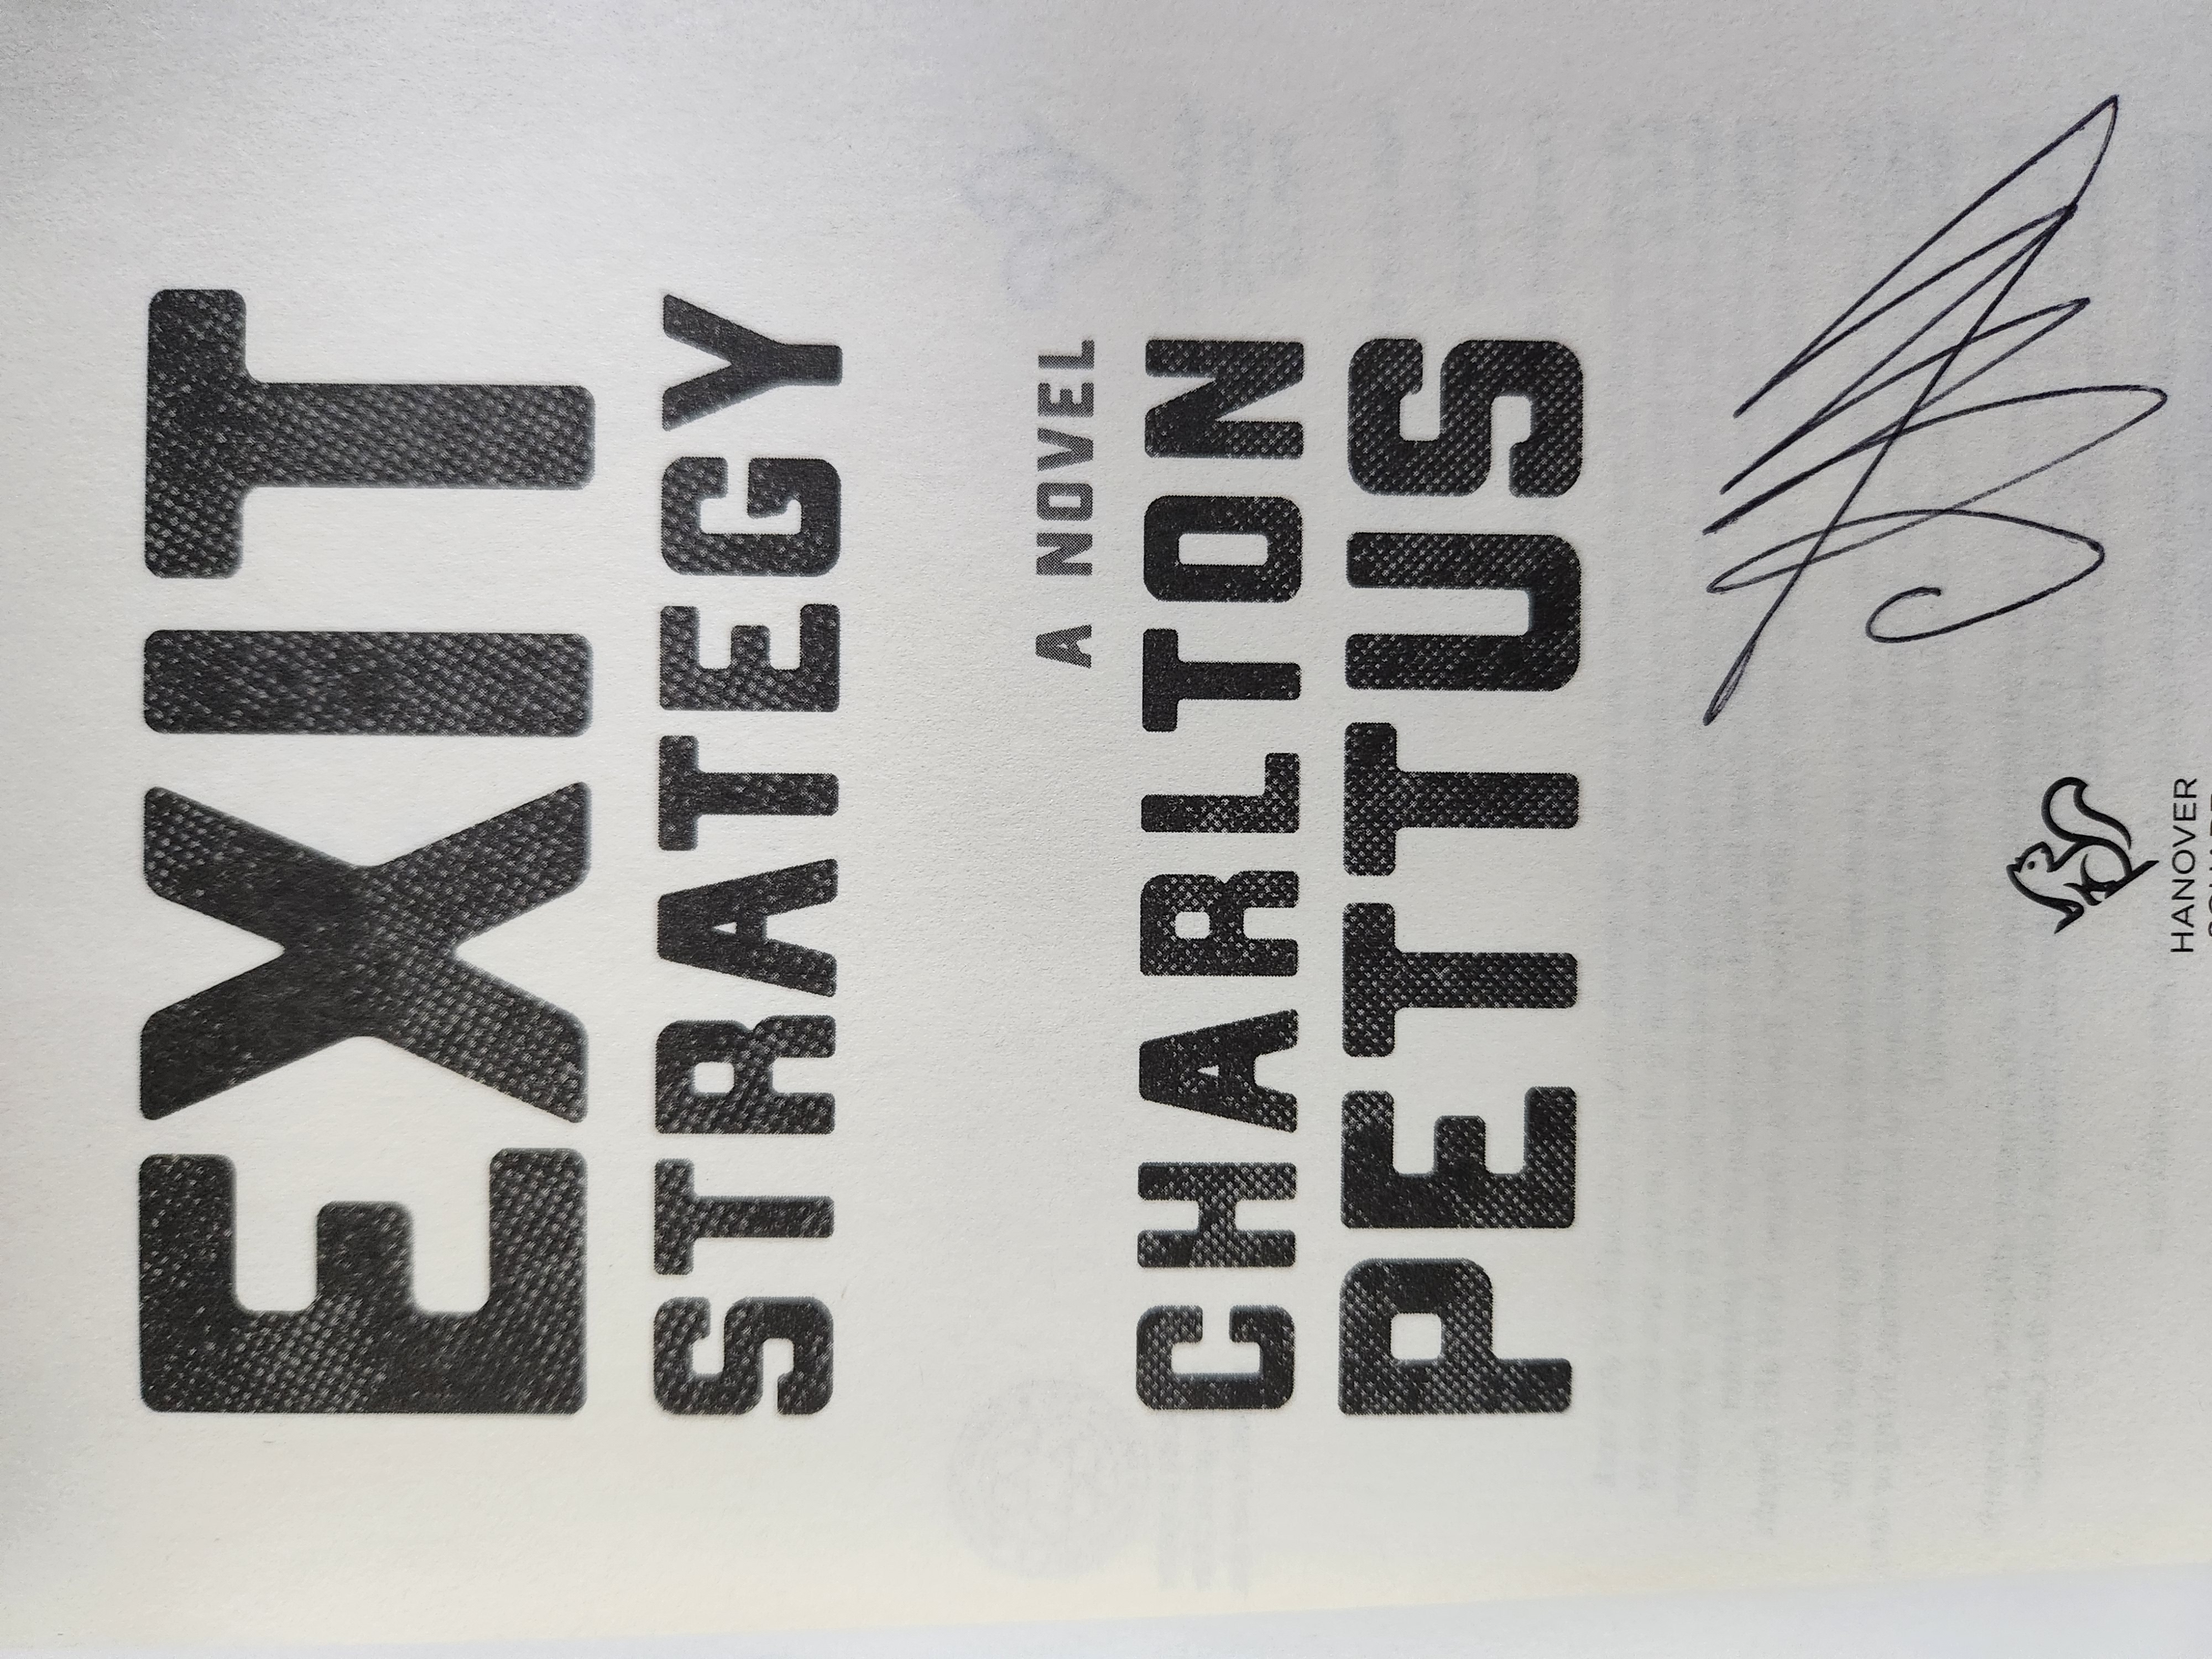 EXIT
STRATEGY
A NOVEL
CHARLTON
PETTUS
HANOVER